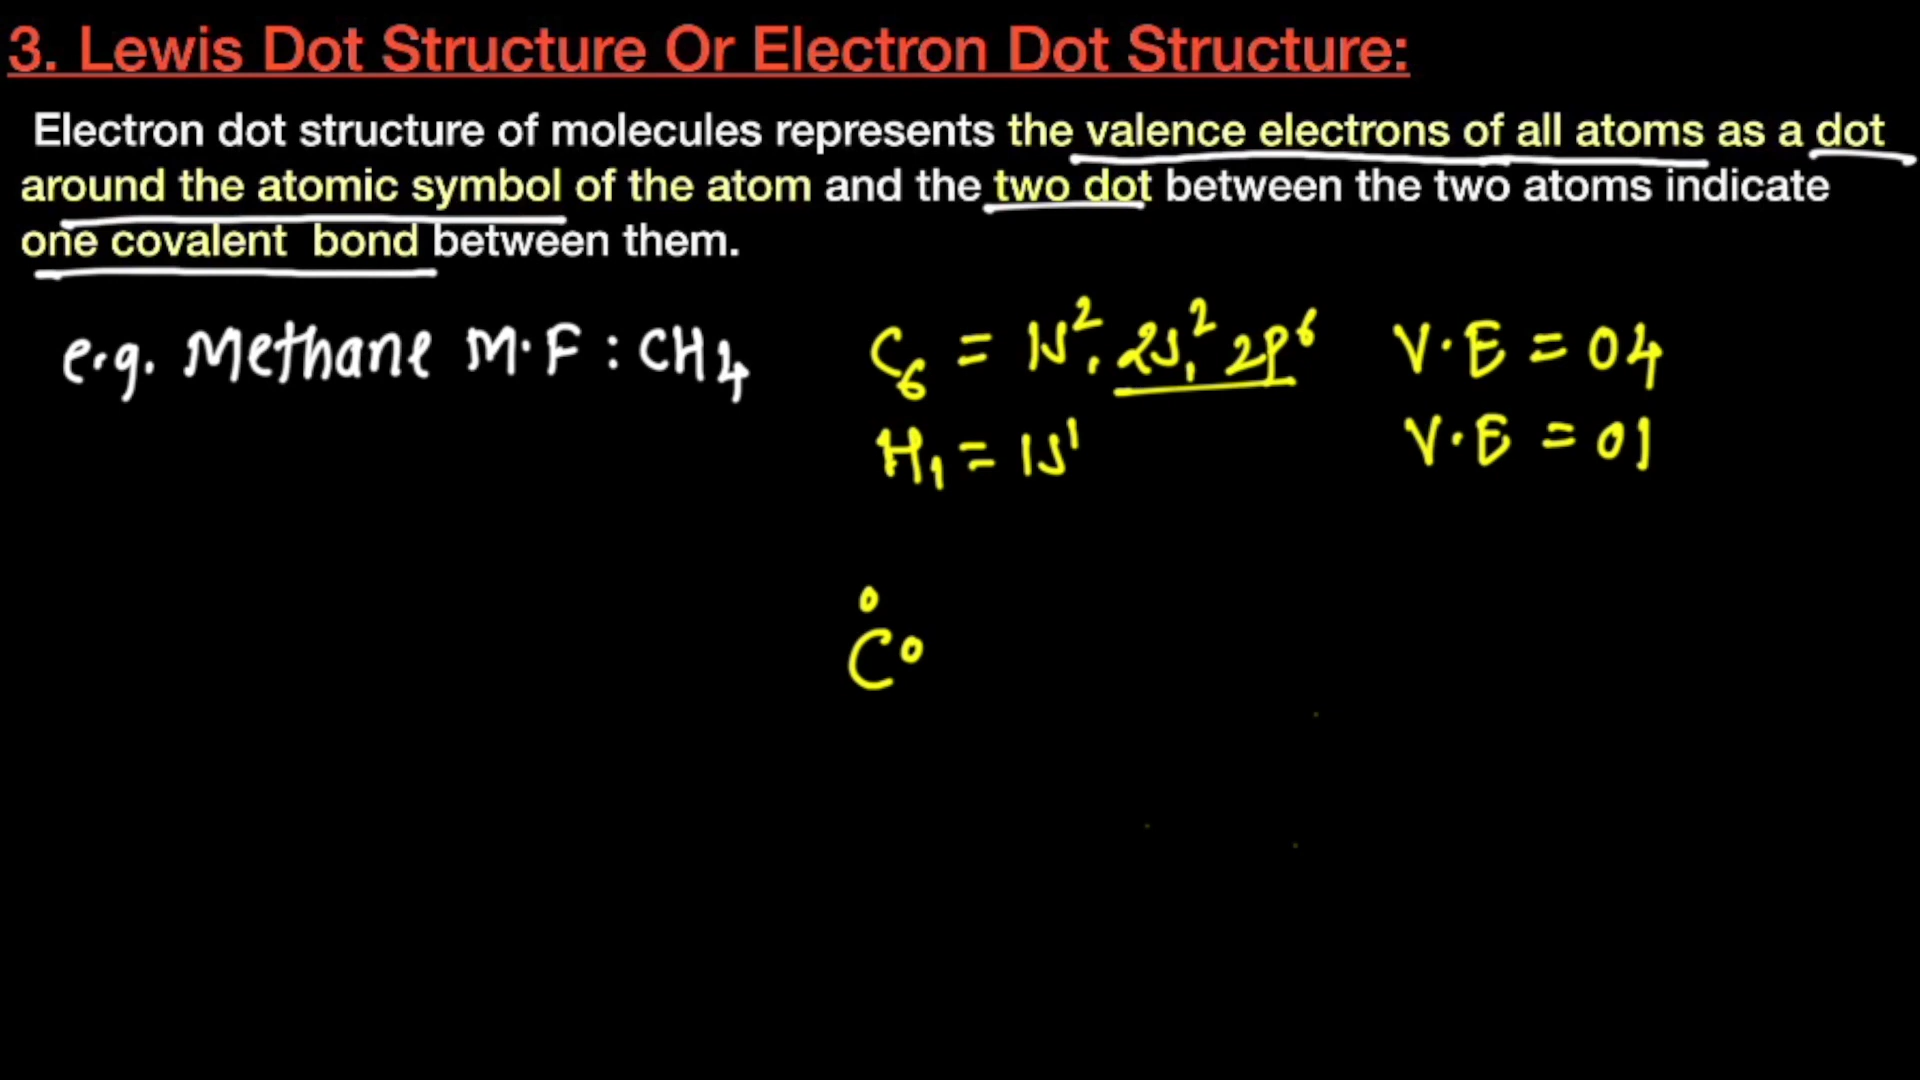 3. Lewis Dot Structure Or Electron Dot Structure:
Electron dot structure of molecules represents the valence electrons of all atoms as a dot
around the atomic symbol of the atom and the two dot between the two atoms indicate
one covalent bond between them.
e.g. Methane M.F : CH₄ C₆ = 1s², 2s², 2p⁶ V.E = 04
H₁ = 1s¹ V.E = 01
C